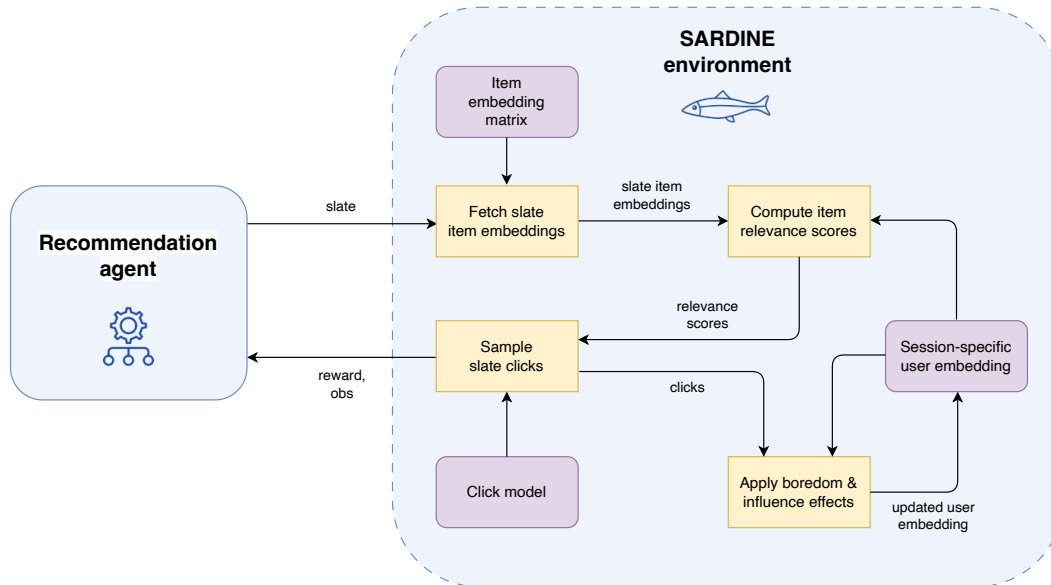 SARDINE
environment
Item
embedding
matrix
slate
Fetch slate
item embeddings
slate item
embeddings
Compute item
relevance scores
Recommendation
agent
relevance
scores
Sample
slate clicks
reward,
obs
clicks
Session-specific
user embedding
Click model
Apply boredom &
influence effects
updated user
embedding